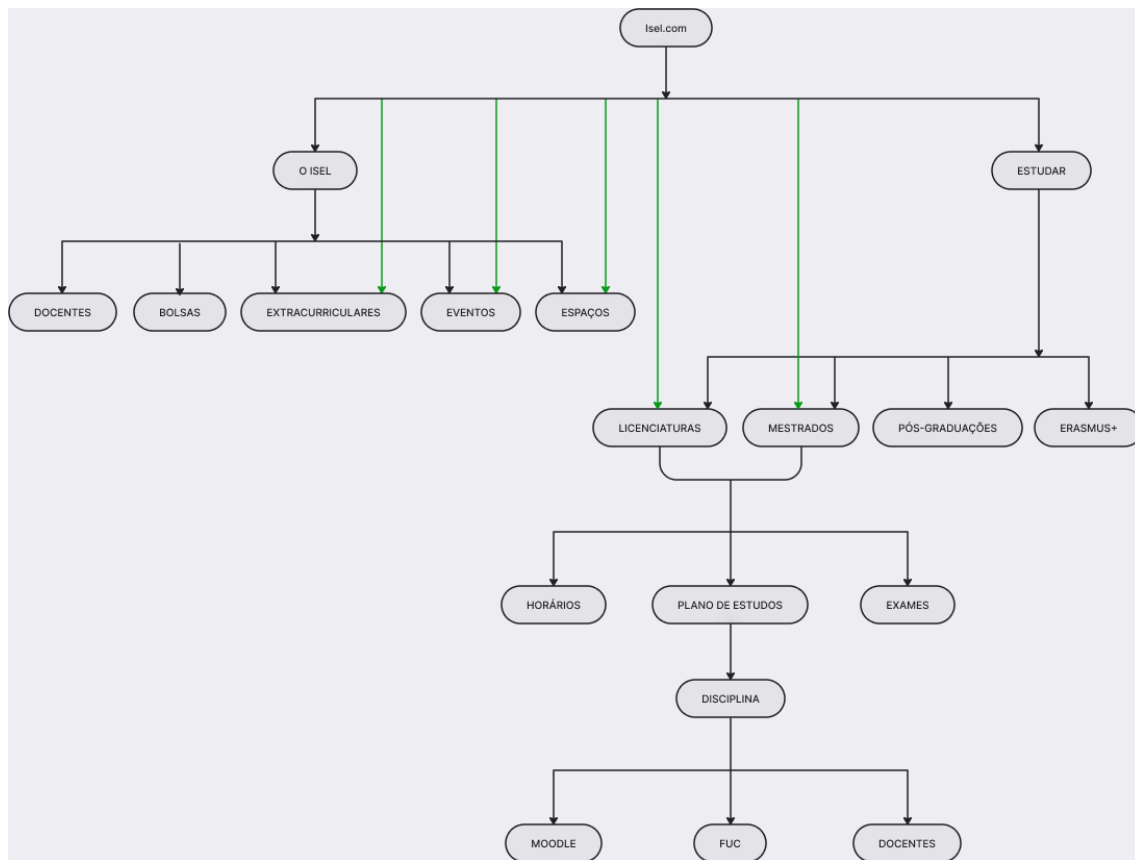 Isel.com
O ISEL
ESTUDAR
DOCENTES
BOLSAS
EXTRACURRICULARES
EVENTOS
ESPAÇOS
LICENCIATURAS
MESTRADOS
PÓS-GRADUAÇÕES
ERASMUS+
HORÁRIOS
PLANO DE ESTUDOS
EXAMES
DISCIPLINA
MOODLE
FUC
DOCENTES